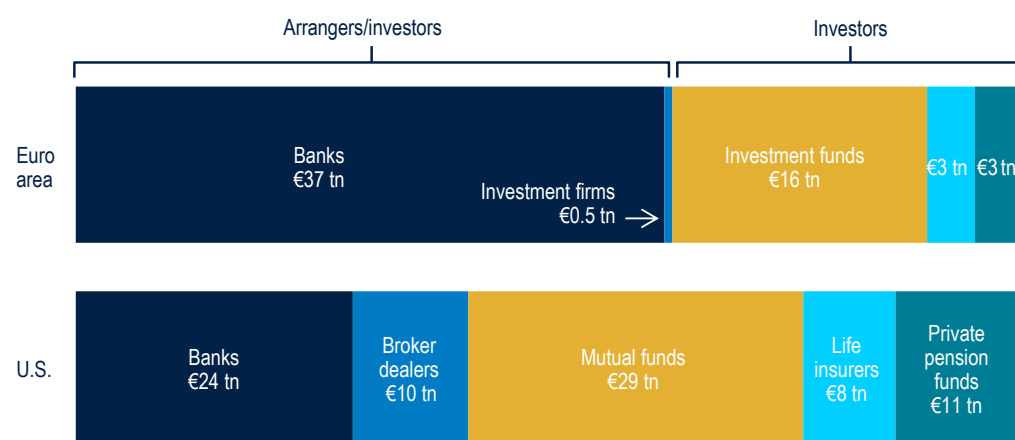 Arrangers/investors
Investors
Euro
area
Banks
€37 tn
Investment firms
€0.5 tn
Investment funds
€16 tn
€3 tn
€3 tn
U.S.
Banks
€24 tn
Broker
dealers
€10 tn
Mutual funds
€29 tn
Life
insurers
€8 tn
Private
pension
funds
€11 tn